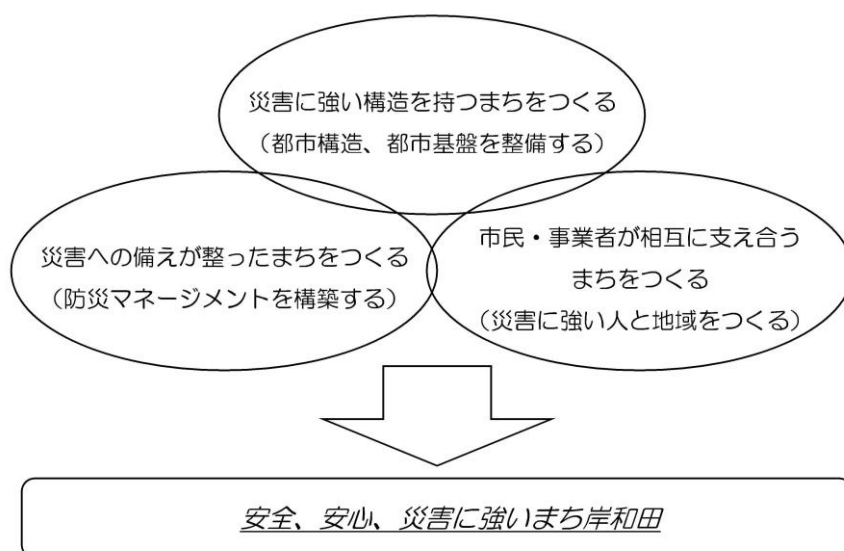 災害に強い構造を持つまちをつくる
（都市構造、都市基盤を整備する）
災害への備えが整ったまちをつくる
（防災マネージメントを構築する）
市民・事業者が相互に支え合う
まちをつくる
（災害に強い人と地域をつくる）
安全、安心、災害に強いまち岸和田